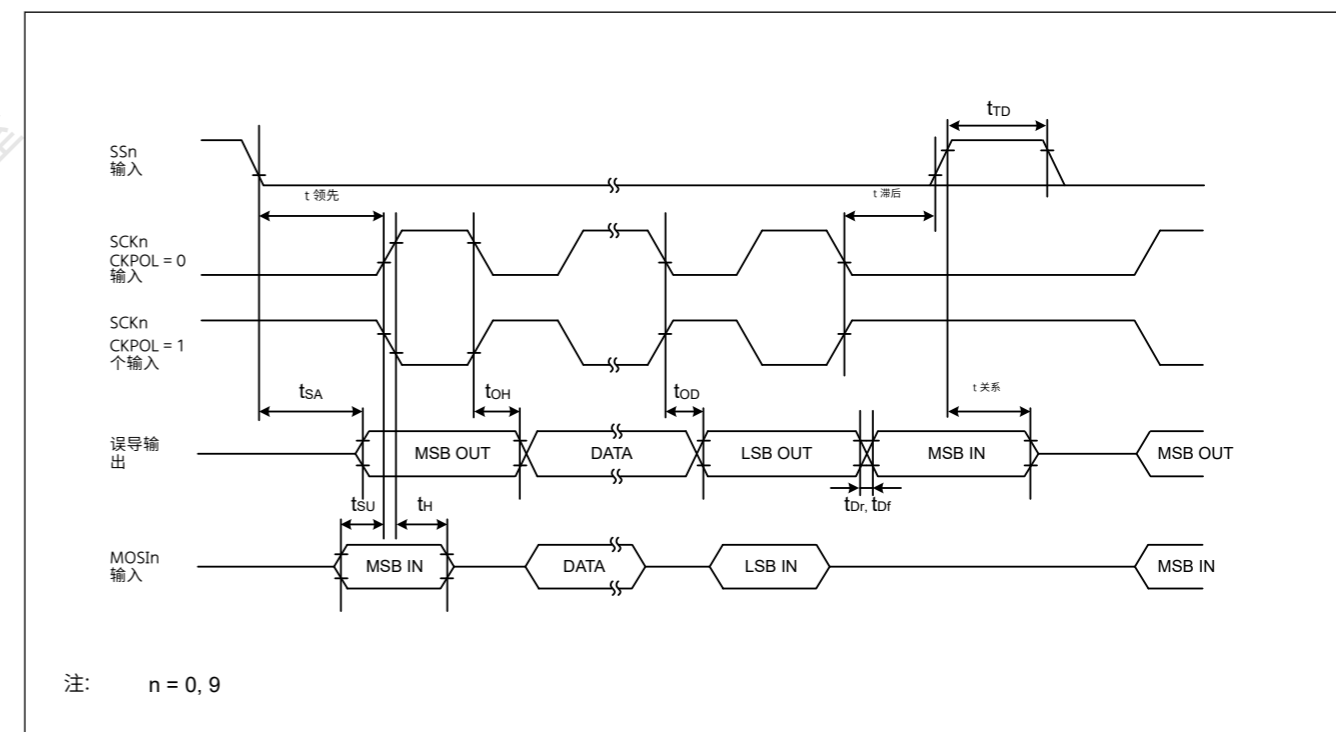 tTD
SSn
输入
t 领先
t 滞后
SCKn
CKPOL = 0
输入
SCKn
CKPOL = 1
个输入
tSA
tOH
tOD
t 关系
误导输
出
MSB OUT
DATA
LSB OUT
MSB IN
MSB OUT
tSU
tH
tDr, tDf
MOSIn
输入
MSB IN
DATA
LSB IN
MSB IN
注:
n = 0, 9